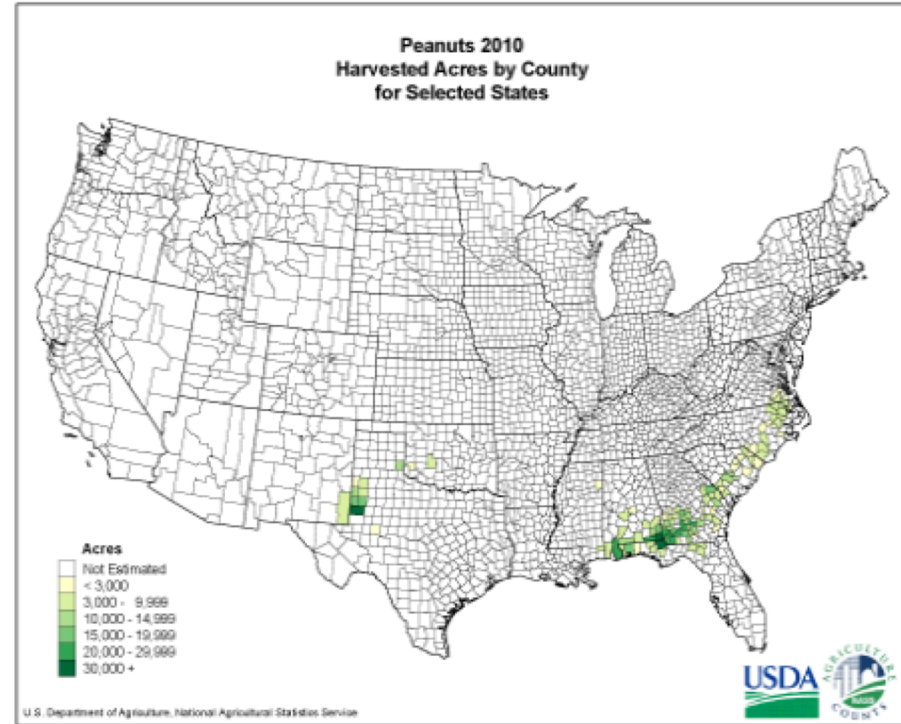 Peanuts 2010
Harvested Acres by County
for Selected States
Acres
Not Estimated
< 3,000
3,000 - 9,999
10,000 - 14,999
15,000 - 19,999
20,000 - 29,999
30,000 +
U.S. Department of Agriculture, National Agricultural Statistics Service
USDA
AGRICULTURE
NASS
COUNTS